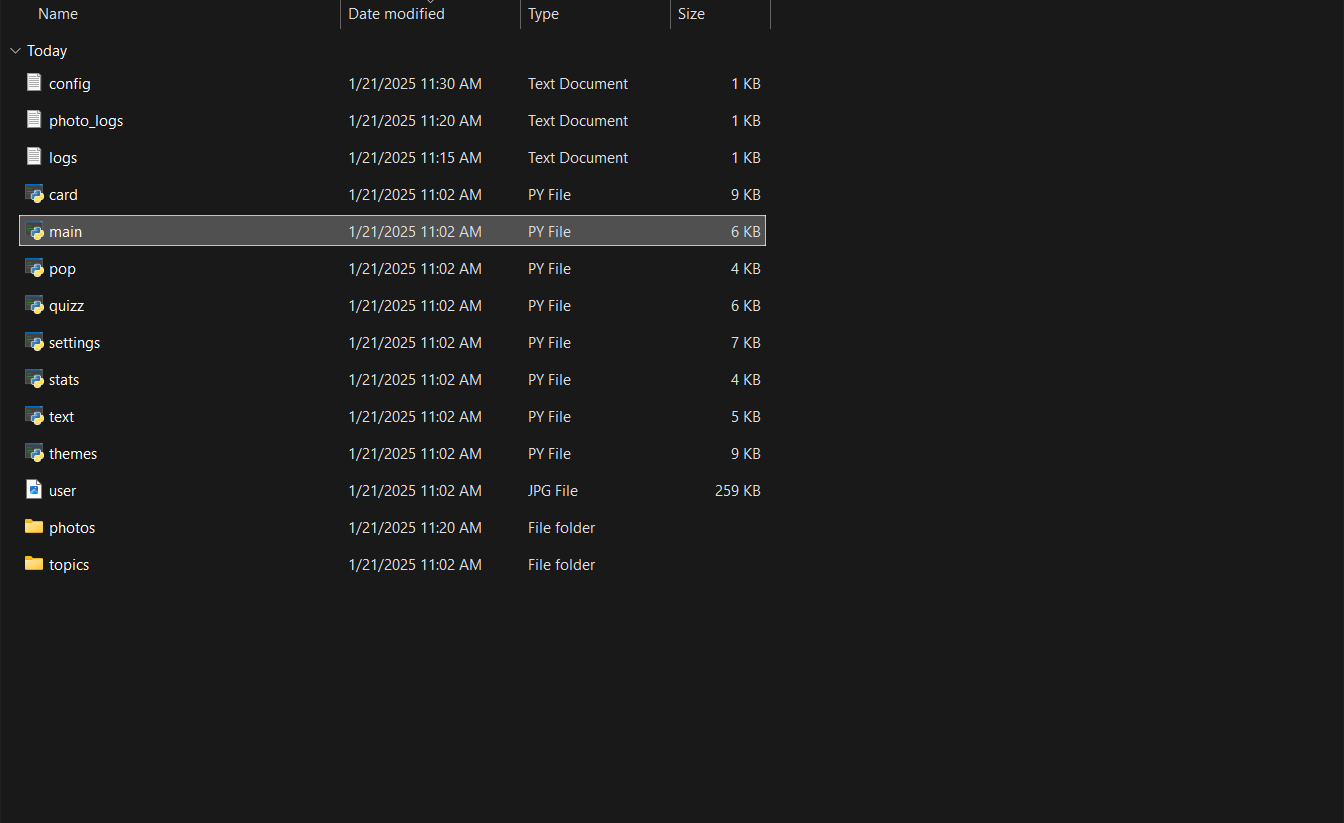 Name Date modified Type Size
Today
config 1/21/2025 11:30 AM Text Document 1 KB
photo_logs 1/21/2025 11:20 AM Text Document 1 KB
logs 1/21/2025 11:15 AM Text Document 1 KB
card 1/21/2025 11:02 AM PY File 9 KB
main 1/21/2025 11:02 AM PY File 6 KB
pop 1/21/2025 11:02 AM PY File 4 KB
quizz 1/21/2025 11:02 AM PY File 6 KB
settings 1/21/2025 11:02 AM PY File 7 KB
stats 1/21/2025 11:02 AM PY File 4 KB
text 1/21/2025 11:02 AM PY File 5 KB
themes 1/21/2025 11:02 AM PY File 9 KB
user 1/21/2025 11:02 AM JPG File 259 KB
photos 1/21/2025 11:20 AM File folder
topics 1/21/2025 11:02 AM File folder